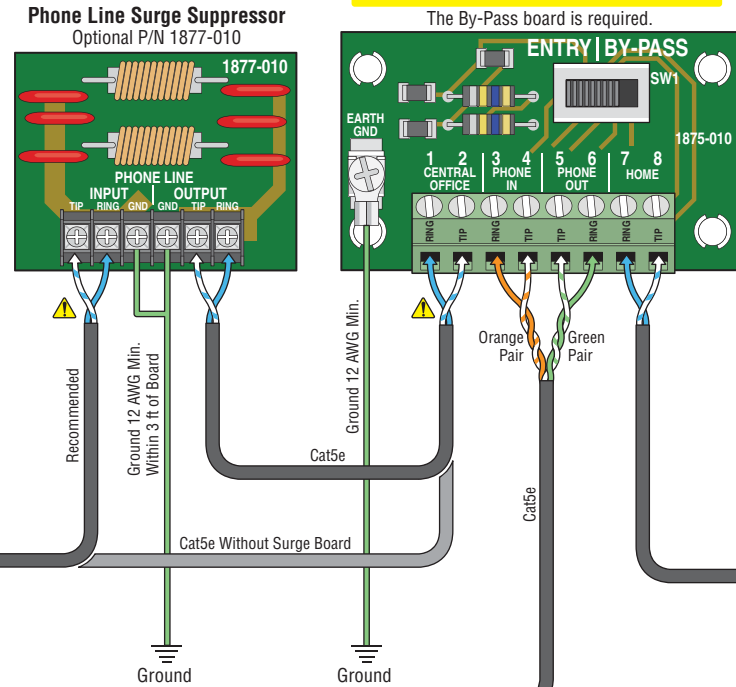 Phone Line Surge Suppressor
Optional P/N 1877-010
1877-010
PHONE LINE
INPUT OUTPUT
TIP RING GND GND TIP RING
Recommended
Ground 12 AWG Min.
Within 3 ft of Board
Cat5e
Cat5e Without Surge Board
Ground
The By-Pass board is required.
ENTRY BY-PASS
SW1
EARTH
GND
1875-010
1 2 3 4 5 6 7 8
CENTRAL
OFFICE
PHONE
IN
PHONE
OUT
HOME
RING TIP RING TIP TIP RING RING TIP
Ground 12 AWG Min.
Orange
Pair
Green
Pair
Cat5e
Ground